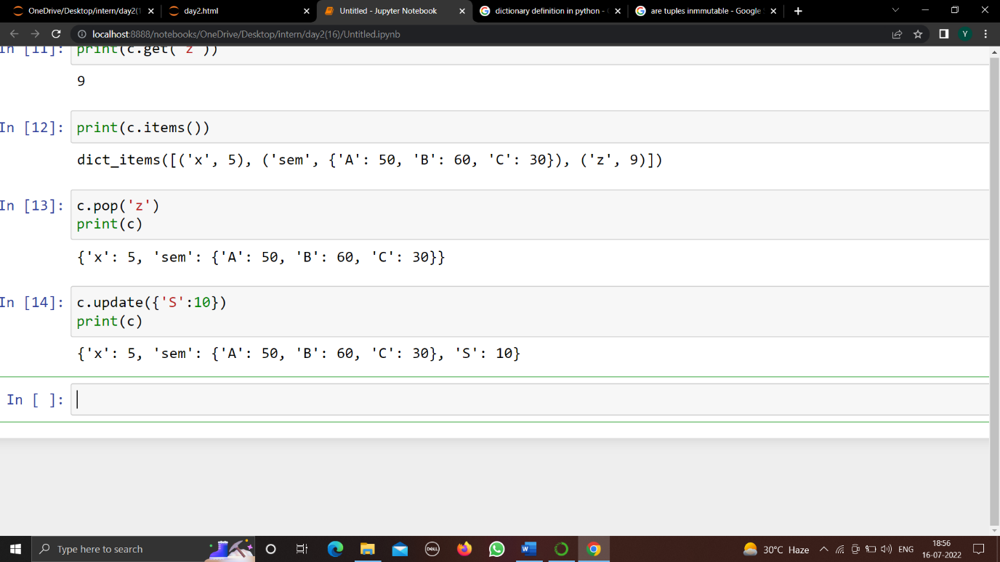 OneDrive/Desktop/intern/day2(1
day2.html
Untitled - Jupyter Notebook
dictionary definition in python -
are tuples inmmutable - Google
localhost:8888/notebooks/OneDrive/Desktop/intern/day2(16)/Untitled.ipynb
Y
In [11]: print(c.get('z'))
9
In [12]: print(c.items())
dict_items([('x', 5), ('sem', {'A': 50, 'B': 60, 'C': 30}), ('z', 9)])
In [13]: c.pop('z')
print(c)
{'x': 5, 'sem': {'A': 50, 'B': 60, 'C': 30}}
In [14]: c.update({'S':10})
print(c)
{'x': 5, 'sem': {'A': 50, 'B': 60, 'C': 30}, 'S': 10}
In [ ]:
Type here to search
DELL
W
30°C Haze
ENG
18:56
16-07-2022